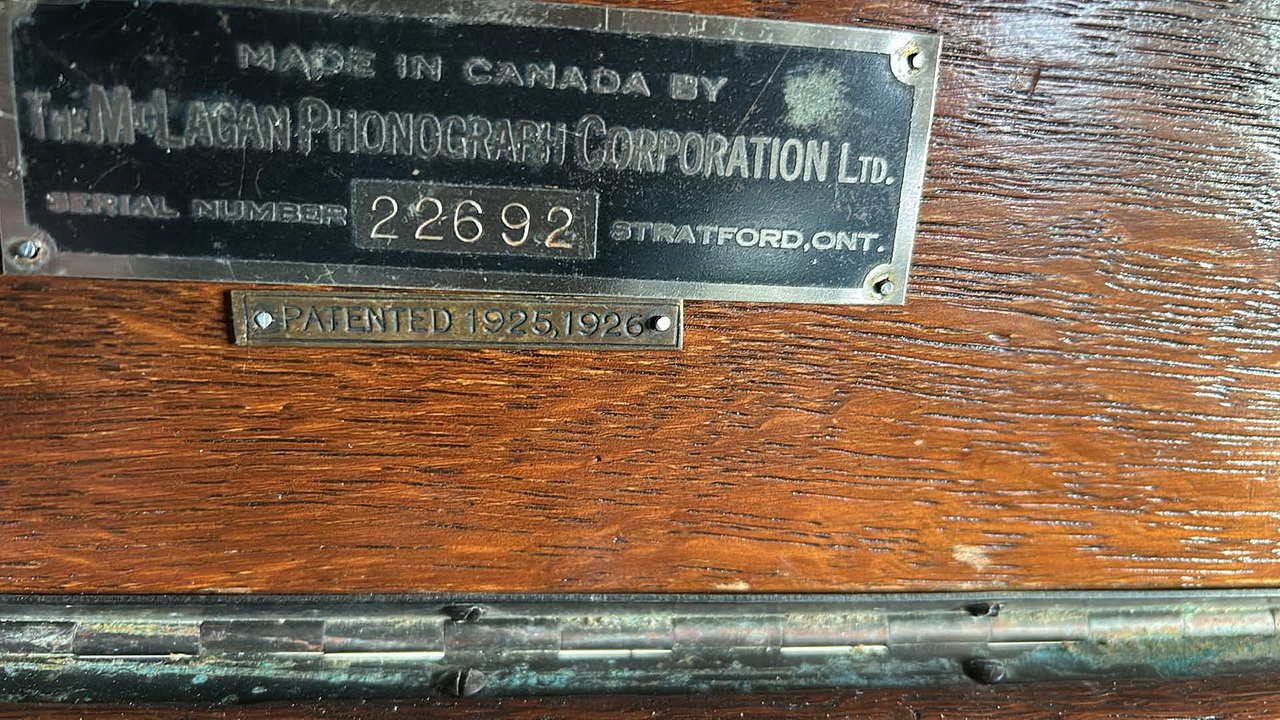 MADE IN CANADA BY
THE MCLAGAN PHONOGRAPH CORPORATION LTD.
SERIAL NUMBER 22692 STRATFORD, ONT.
PATENTED 1925, 1926